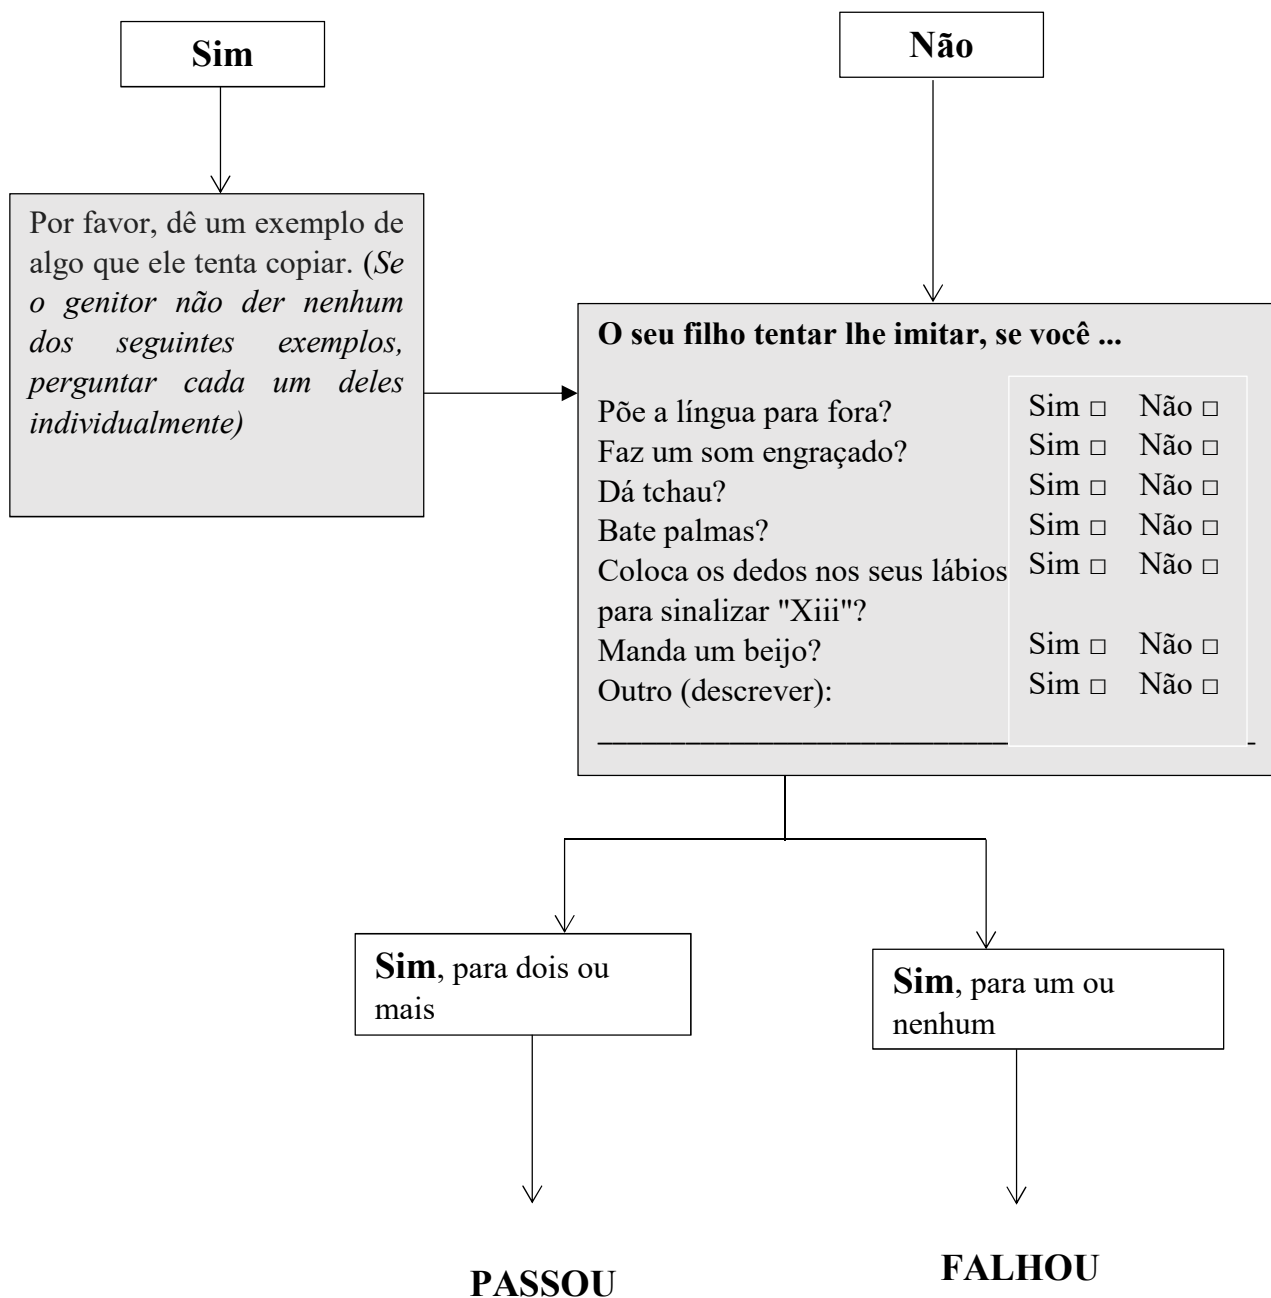 Sim
Não
Por favor, dê um exemplo de
algo que ele tenta copiar. (Se
o genitor não der nenhum
dos seguintes exemplos,
perguntar cada um deles
individualmente)
O seu filho tentar lhe imitar, se você ...
Põe a língua para fora? Sim □ Não □
Faz um som engraçado? Sim □ Não □
Dá tchau? Sim □ Não □
Bate palmas? Sim □ Não □
Coloca os dedos nos seus lábios Sim □ Não □
para sinalizar "Xiii"?
Manda um beijo? Sim □ Não □
Outro (descrever): Sim □ Não □
Sim, para dois ou
mais
Sim, para um ou
nenhum
PASSOU
FALHOU